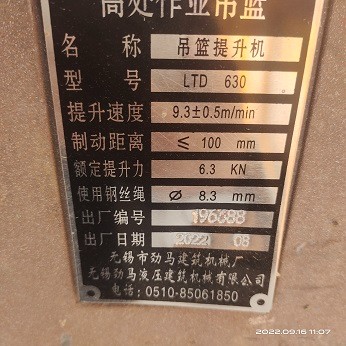 高处作业吊篮
名 称 吊篮提升机
型 号 LTD 630
提升速度 9.3±0.5m/min
制动距离 ≤ 100 mm
额定提升力 6.3 KN
使用钢丝绳 Ø 8.3 mm
出厂编号 196388
出厂日期 2022 08
无锡市劲马建筑机械厂
无锡劲马液压建筑机械有限公司
电话：0510-85061850
2022.09.16 11:07